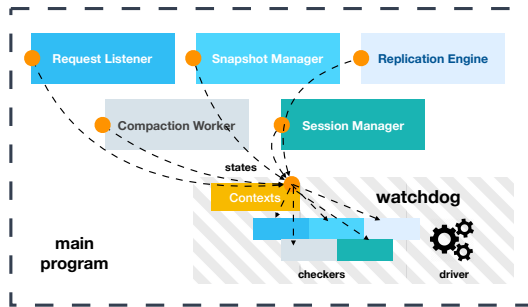 Request Listener
Snapshot Manager
Replication Engine
Compaction Worker
Session Manager
states
Contexts
watchdog
main
program
checkers
driver